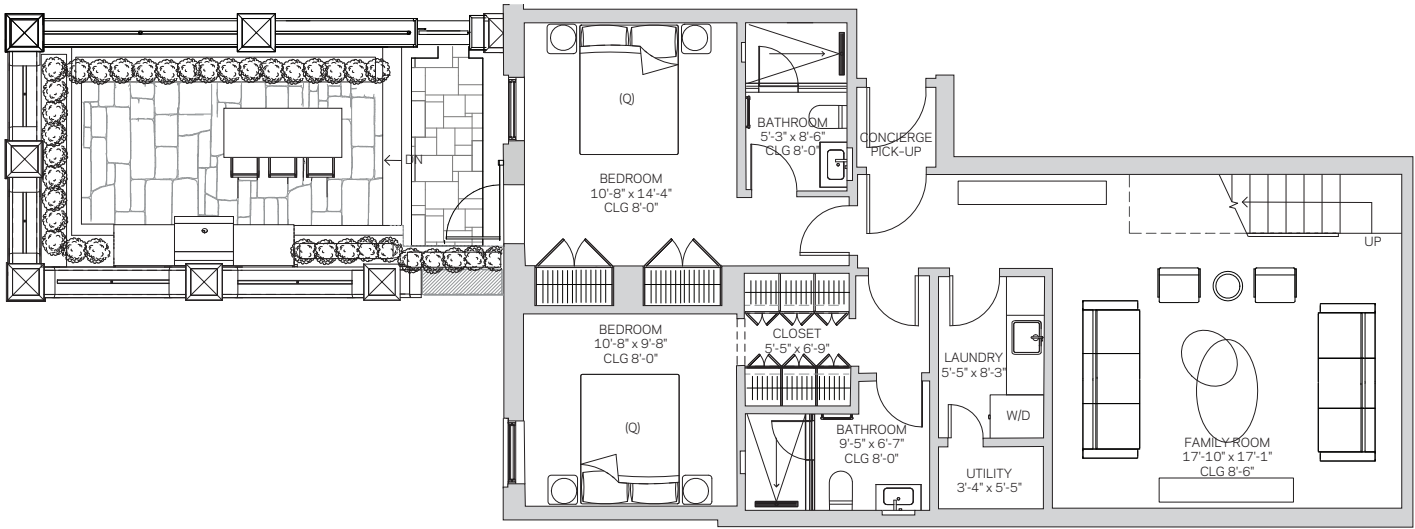 (Q)
BATHROOM
5'-3" x 8'-6"
CLG 8'-0"
CONCIERGE
PICK-UP
DN
BEDROOM
10'-8" x 14'-4"
CLG 8'-0"
UP
BEDROOM
10'-8" x 9'-8"
CLG 8'-0"
CLOSET
5'-5" x 6'-9"
LAUNDRY
5'-5" x 8'-3"
W/D
(Q)
BATHROOM
9'-5" x 6'-7"
CLG 8'-0"
FAMILY ROOM
17'-10" x 17'-1"
CLG 8'-6"
UTILITY
3'-4" x 5'-5"